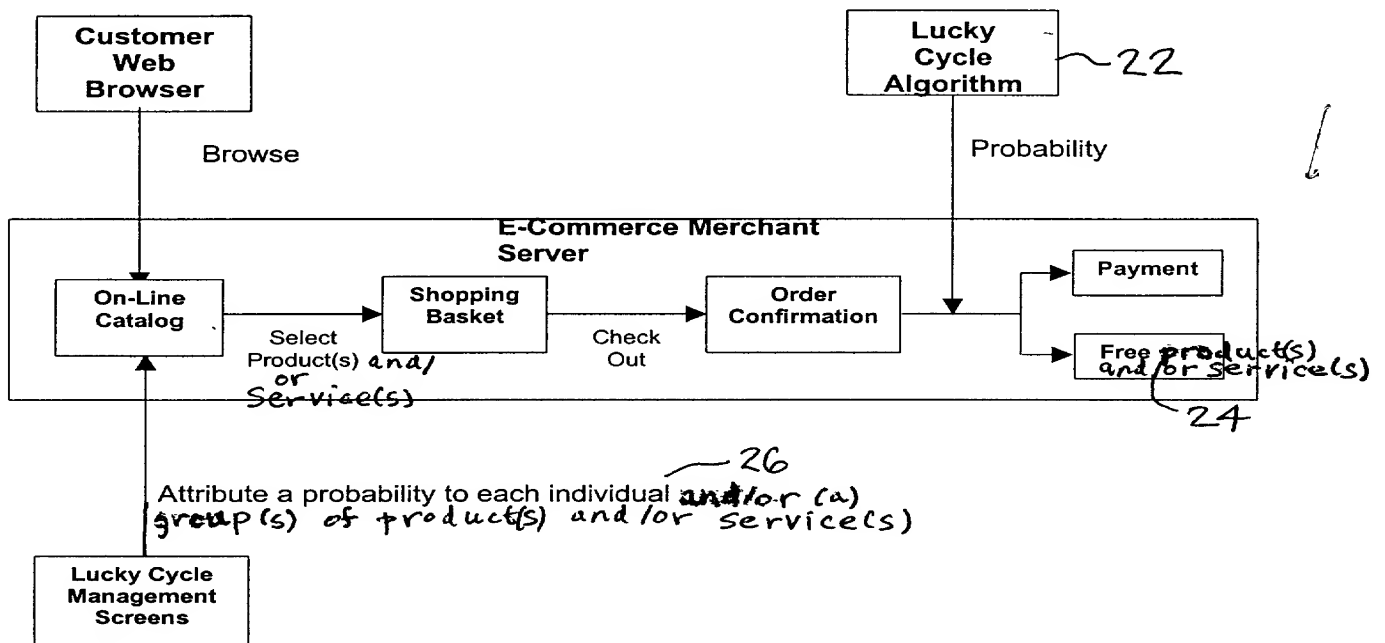 Customer
Web
Browser
Lucky
Cycle
Algorithm
22
Browse
Probability
E-Commerce Merchant
Server
On-Line
Catalog
Select
Product(s) and/
or
Service(s)
Shopping
Basket
Check
Out
Order
Confirmation
Payment
Free product(s)
and/or service(s)
24
26
Attribute a probability to each individual and/or (a)
group(s) of product(s) and/or service(s)
Lucky Cycle
Management
Screens